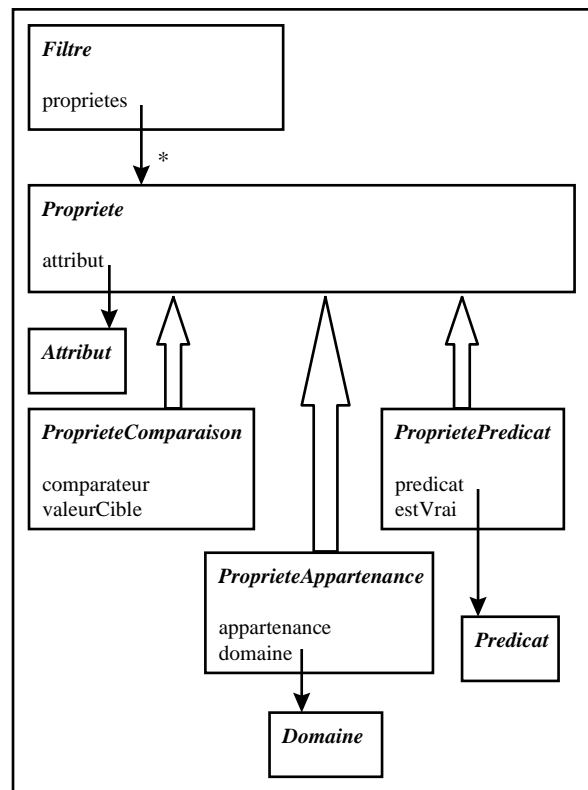 Filtre
proprietes
*
Propriete
attribut
Attribut
ProprieteComparaison
comparateur
valeurCible
ProprietePredicat
predicat
estVrai
ProprieteAppartenance
appartenance
domaine
Predicat
Domaine